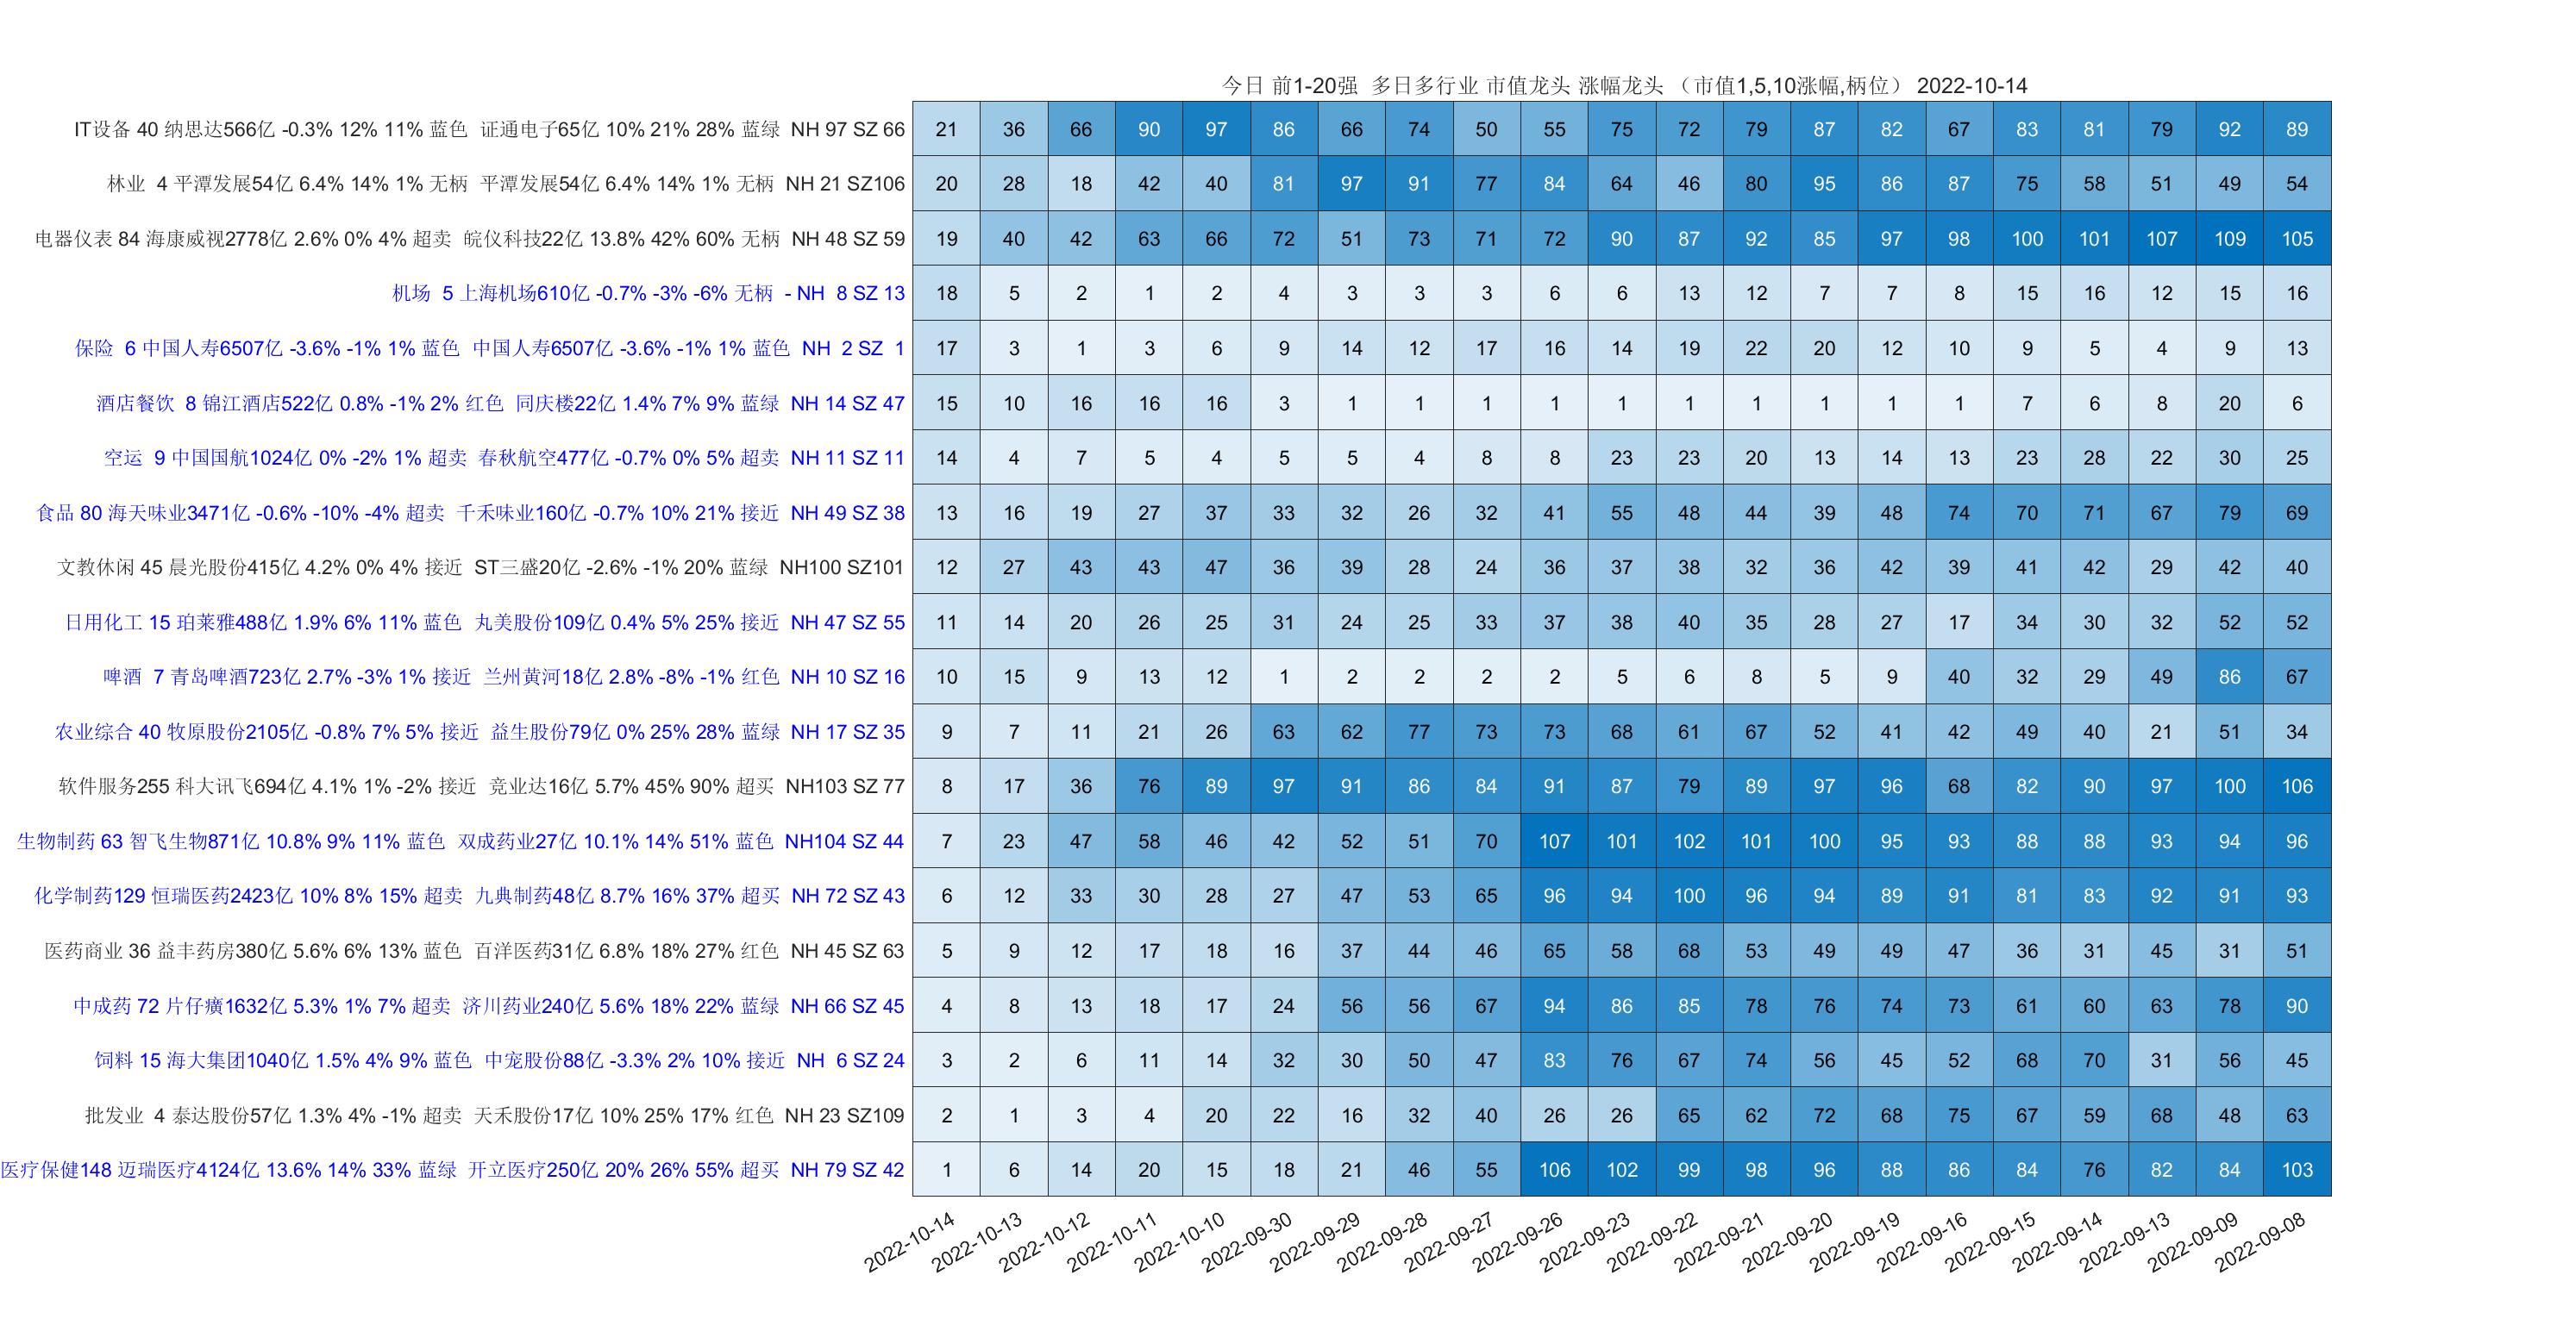 今日 前1-20强 多日多行业 市值龙头 涨幅龙头 （市值1,5,10涨幅,柄位） 2022-10-14
IT设备 40 纳思达566亿 -0.3% 12% 11% 蓝色 证通电子65亿 10% 21% 28% 蓝绿 NH 97 SZ 66 21 36 66 90 97 86 66 74 50 55 75 72 79 87 82 67 83 81 79 92 89
林业 4 平潭发展54亿 6.4% 14% 1% 无柄 平潭发展54亿 6.4% 14% 1% 无柄 NH 21 SZ106 20 28 18 42 40 81 97 91 77 84 64 46 80 95 86 87 75 58 51 49 54
电器仪表 84 海康威视2778亿 2.6% 0% 4% 超卖 皖仪科技22亿 13.8% 42% 60% 无柄 NH 48 SZ 59 19 40 42 63 66 72 51 73 71 72 90 87 92 85 97 98 100 101 107 109 105
机场 5 上海机场610亿 -0.7% -3% -6% 无柄 - NH 8 SZ 13 18 5 2 1 2 4 3 3 3 6 6 13 12 7 7 8 15 16 12 15 16
保险 6 中国人寿6507亿 -3.6% -1% 1% 蓝色 中国人寿6507亿 -3.6% -1% 1% 蓝色 NH 2 SZ 1 17 3 1 3 6 9 14 12 17 16 14 19 22 20 12 10 9 5 4 9 13
酒店餐饮 8 锦江酒店522亿 0.8% -1% 2% 红色 同庆楼22亿 1.4% 7% 9% 蓝绿 NH 14 SZ 47 15 10 16 16 16 3 1 1 1 1 1 1 1 1 1 1 7 6 8 20 6
空运 9 中国国航1024亿 0% -2% 1% 超卖 春秋航空477亿 -0.7% 0% 5% 超卖 NH 11 SZ 11 14 4 7 5 4 5 5 4 8 8 23 23 20 13 14 13 23 28 22 30 25
食品 80 海天味业3471亿 -0.6% -10% -4% 超卖 千禾味业160亿 -0.7% 10% 21% 接近 NH 49 SZ 38 13 16 19 27 37 33 32 26 32 41 55 48 44 39 48 74 70 71 67 79 69
文教休闲 45 晨光股份415亿 4.2% 0% 4% 接近 ST三盛20亿 -2.6% -1% 20% 蓝绿 NH100 SZ101 12 27 43 43 47 36 39 28 24 36 37 38 32 36 42 39 41 42 29 42 40
日用化工 15 珀莱雅488亿 1.9% 6% 11% 蓝色 丸美股份109亿 0.4% 5% 25% 接近 NH 47 SZ 55 11 14 20 26 25 31 24 25 33 37 38 40 35 28 27 17 34 30 32 52 52
啤酒 7 青岛啤酒723亿 2.7% -3% 1% 接近 兰州黄河18亿 2.8% -8% -1% 红色 NH 10 SZ 16 10 15 9 13 12 1 2 2 2 2 5 6 8 5 9 40 32 29 49 86 67
农业综合 40 牧原股份2105亿 -0.8% 7% 5% 接近 益生股份79亿 0% 25% 28% 蓝绿 NH 17 SZ 35 9 7 11 21 26 63 62 77 73 73 68 61 67 52 41 42 49 40 21 51 34
软件服务255 科大讯飞694亿 4.1% 1% -2% 接近 竞业达16亿 5.7% 45% 90% 超买 NH103 SZ 77 8 17 36 76 89 97 91 86 84 91 87 79 89 97 96 68 82 90 97 100 106
生物制药 63 智飞生物871亿 10.8% 9% 11% 蓝色 双成药业27亿 10.1% 14% 51% 蓝色 NH104 SZ 44 7 23 47 58 46 42 52 51 70 107 101 102 101 100 95 93 88 88 93 94 96
化学制药129 恒瑞医药2423亿 10% 8% 15% 超卖 九典制药48亿 8.7% 16% 37% 超买 NH 72 SZ 43 6 12 33 30 28 27 47 53 65 96 94 100 96 94 89 91 81 83 92 91 93
医药商业 36 益丰药房380亿 5.6% 6% 13% 蓝色 百洋医药31亿 6.8% 18% 27% 红色 NH 45 SZ 63 5 9 12 17 18 16 37 44 46 65 58 68 53 49 49 47 36 31 45 31 51
中成药 72 片仔癀1632亿 5.3% 1% 7% 超卖 济川药业240亿 5.6% 18% 22% 蓝绿 NH 66 SZ 45 4 8 13 18 17 24 56 56 67 94 86 85 78 76 74 73 61 60 63 78 90
饲料 15 海大集团1040亿 1.5% 4% 9% 蓝色 中宠股份88亿 -3.3% 2% 10% 接近 NH 6 SZ 24 3 2 6 11 14 32 30 50 47 83 76 67 74 56 45 52 68 70 31 56 45
批发业 4 泰达股份57亿 1.3% 4% -1% 超卖 天禾股份17亿 10% 25% 17% 红色 NH 23 SZ109 2 1 3 4 20 22 16 32 40 26 26 65 62 72 68 75 67 59 68 48 63
医疗保健148 迈瑞医疗4124亿 13.6% 14% 33% 蓝绿 开立医疗250亿 20% 26% 55% 超买 NH 79 SZ 42 1 6 14 20 15 18 21 46 55 106 102 99 98 96 88 86 84 76 82 84 103
2022-10-14 2022-10-13 2022-10-12 2022-10-11 2022-10-10 2022-09-30 2022-09-29 2022-09-28 2022-09-27 2022-09-26 2022-09-23 2022-09-22 2022-09-21 2022-09-20 2022-09-19 2022-09-16 2022-09-15 2022-09-14 2022-09-13 2022-09-09 2022-09-08